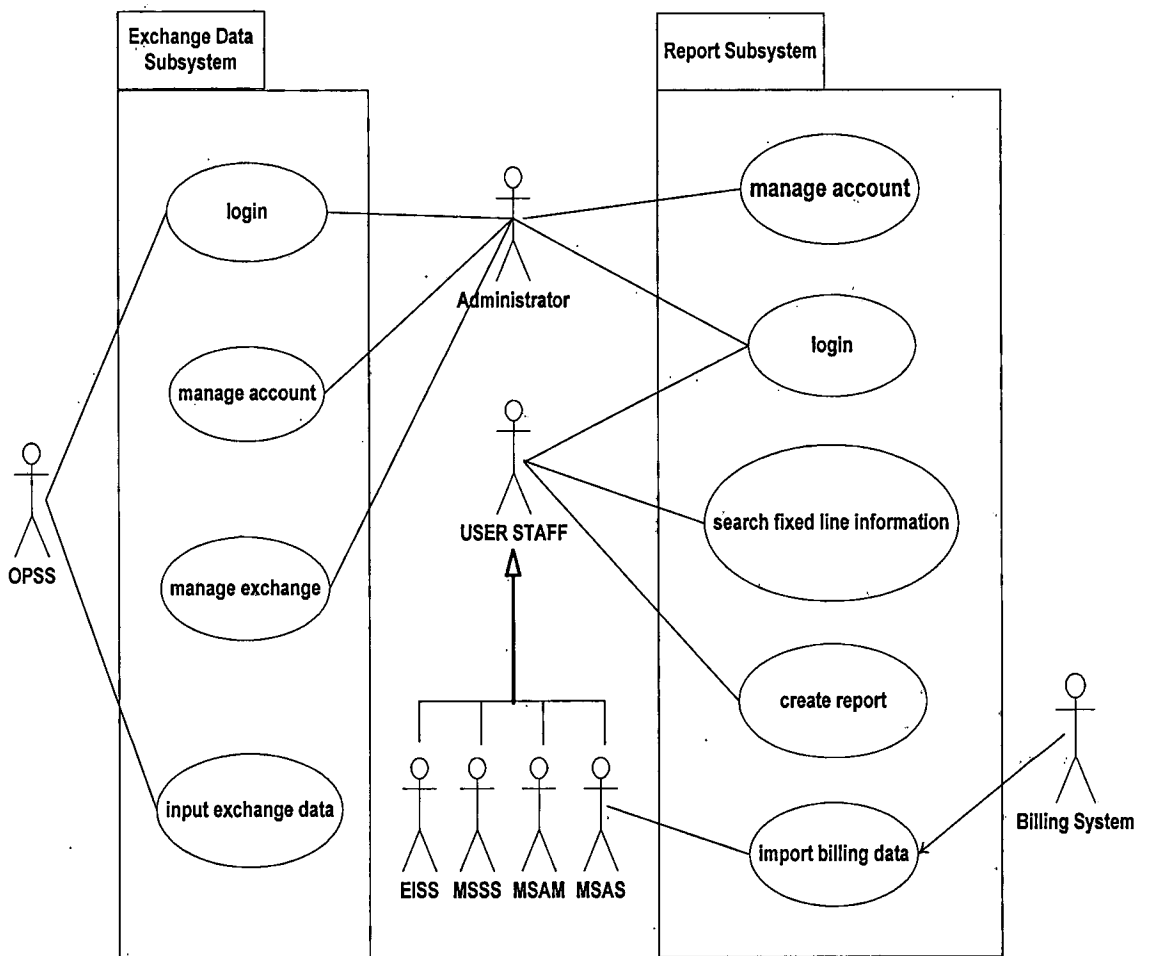 Exchange Data
Subsystem
Report Subsystem
login
manage account
Administrator
manage account
login
OPSS
USER STAFF
search fixed line information
manage exchange
create report
input exchange data
EISS MSSS MSAM MSAS
import billing data
Billing System